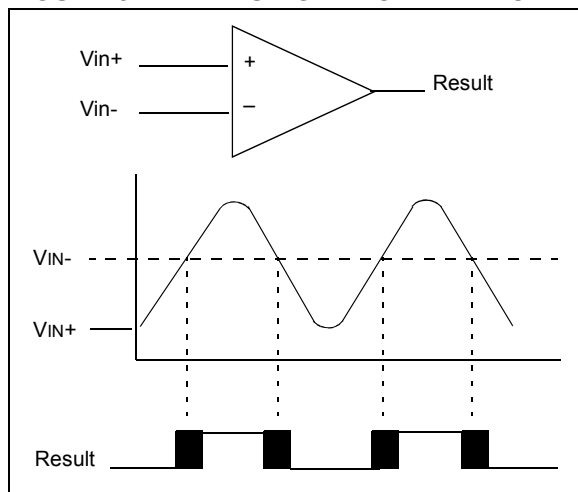 Vin+
+
Result
Vin-
–
VIN-
VIN+
Result